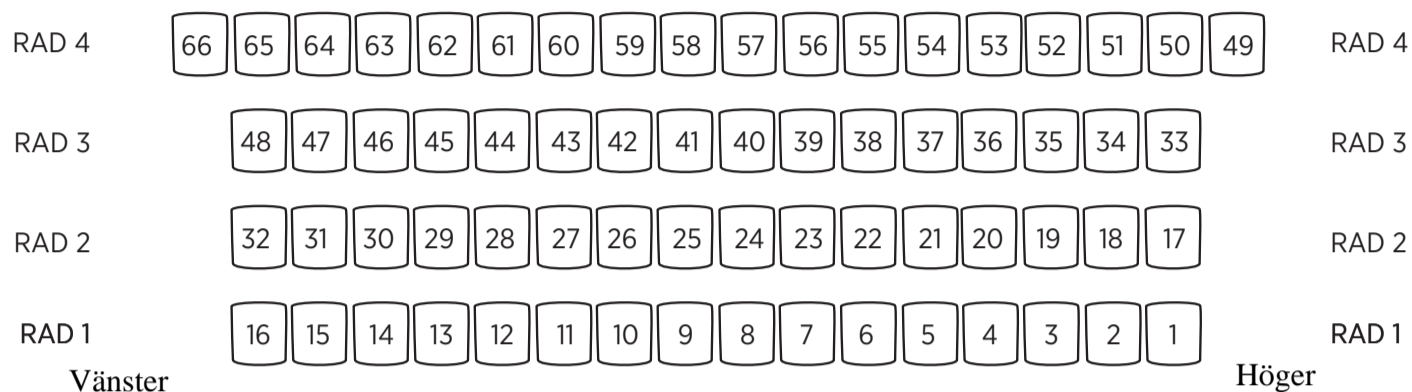 RAD 4 66 65 64 63 62 61 60 59 58 57 56 55 54 53 52 51 50 49 RAD 4
RAD 3 48 47 46 45 44 43 42 41 40 39 38 37 36 35 34 33 RAD 3
RAD 2 32 31 30 29 28 27 26 25 24 23 22 21 20 19 18 17 RAD 2
RAD 1 16 15 14 13 12 11 10 9 8 7 6 5 4 3 2 1 RAD 1
Vänster Höger